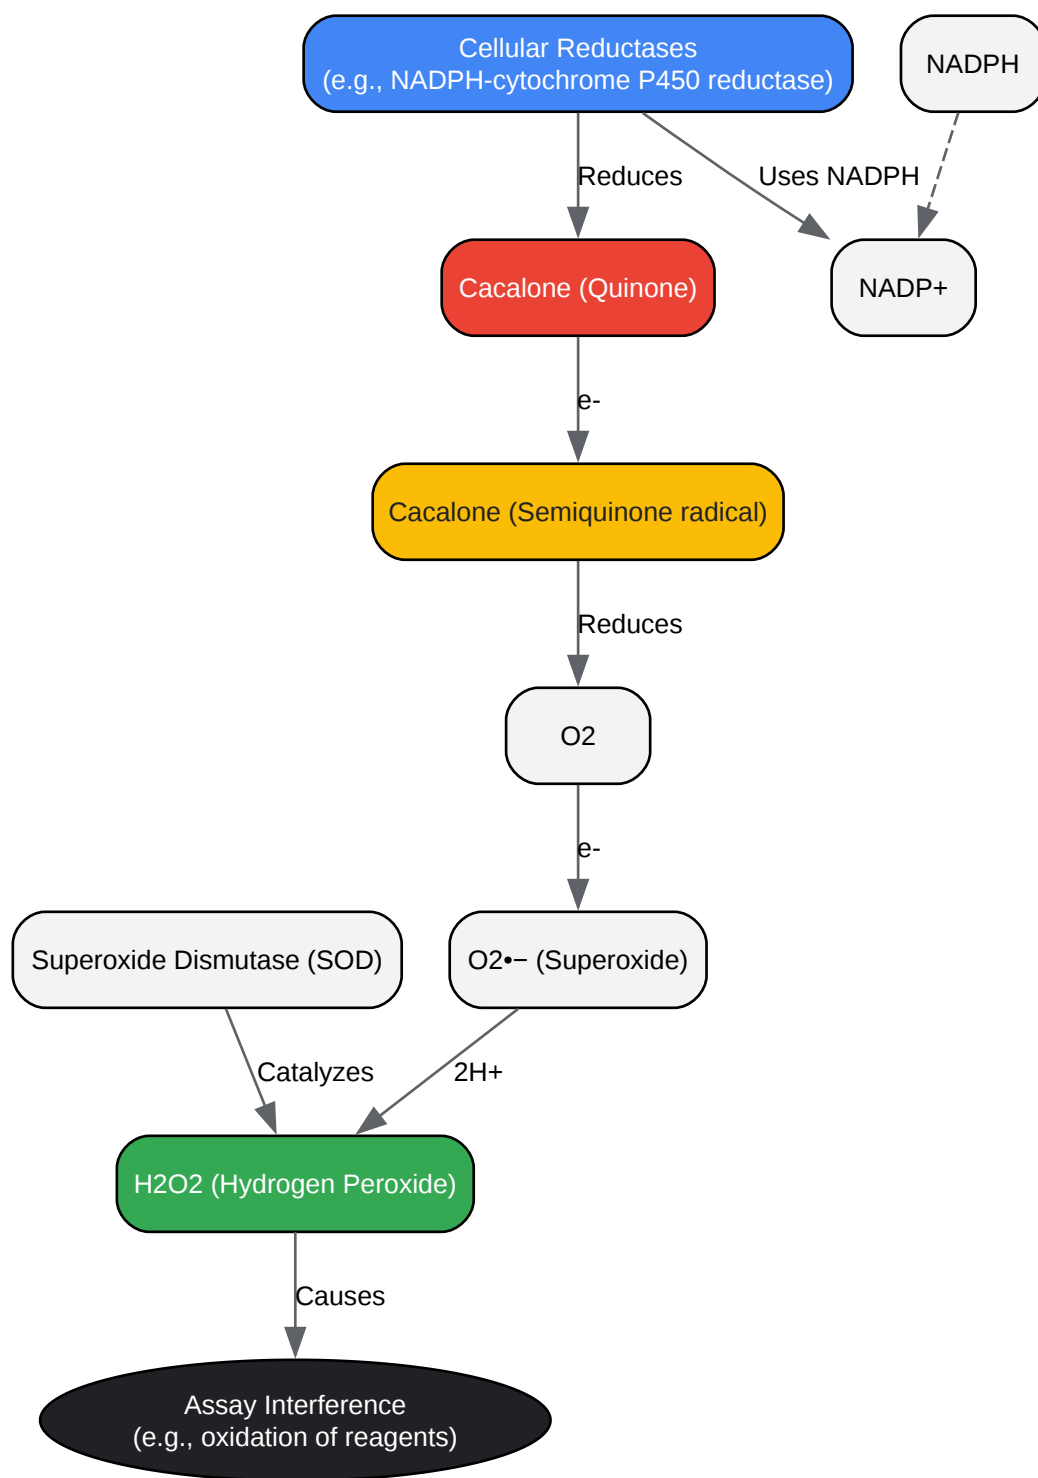 Cellular Reductases
(e.g., NADPH-cytochrome P450 reductase)
NADPH
Reduces
Uses NADPH
Cacalone (Quinone)
NADP+
e-
Cacalone (Semiquinone radical)
Reduces
O2
e-
Superoxide Dismutase (SOD)
O2•− (Superoxide)
Catalyzes
2H+
H2O2 (Hydrogen Peroxide)
Causes
Assay Interference
(e.g., oxidation of reagents)